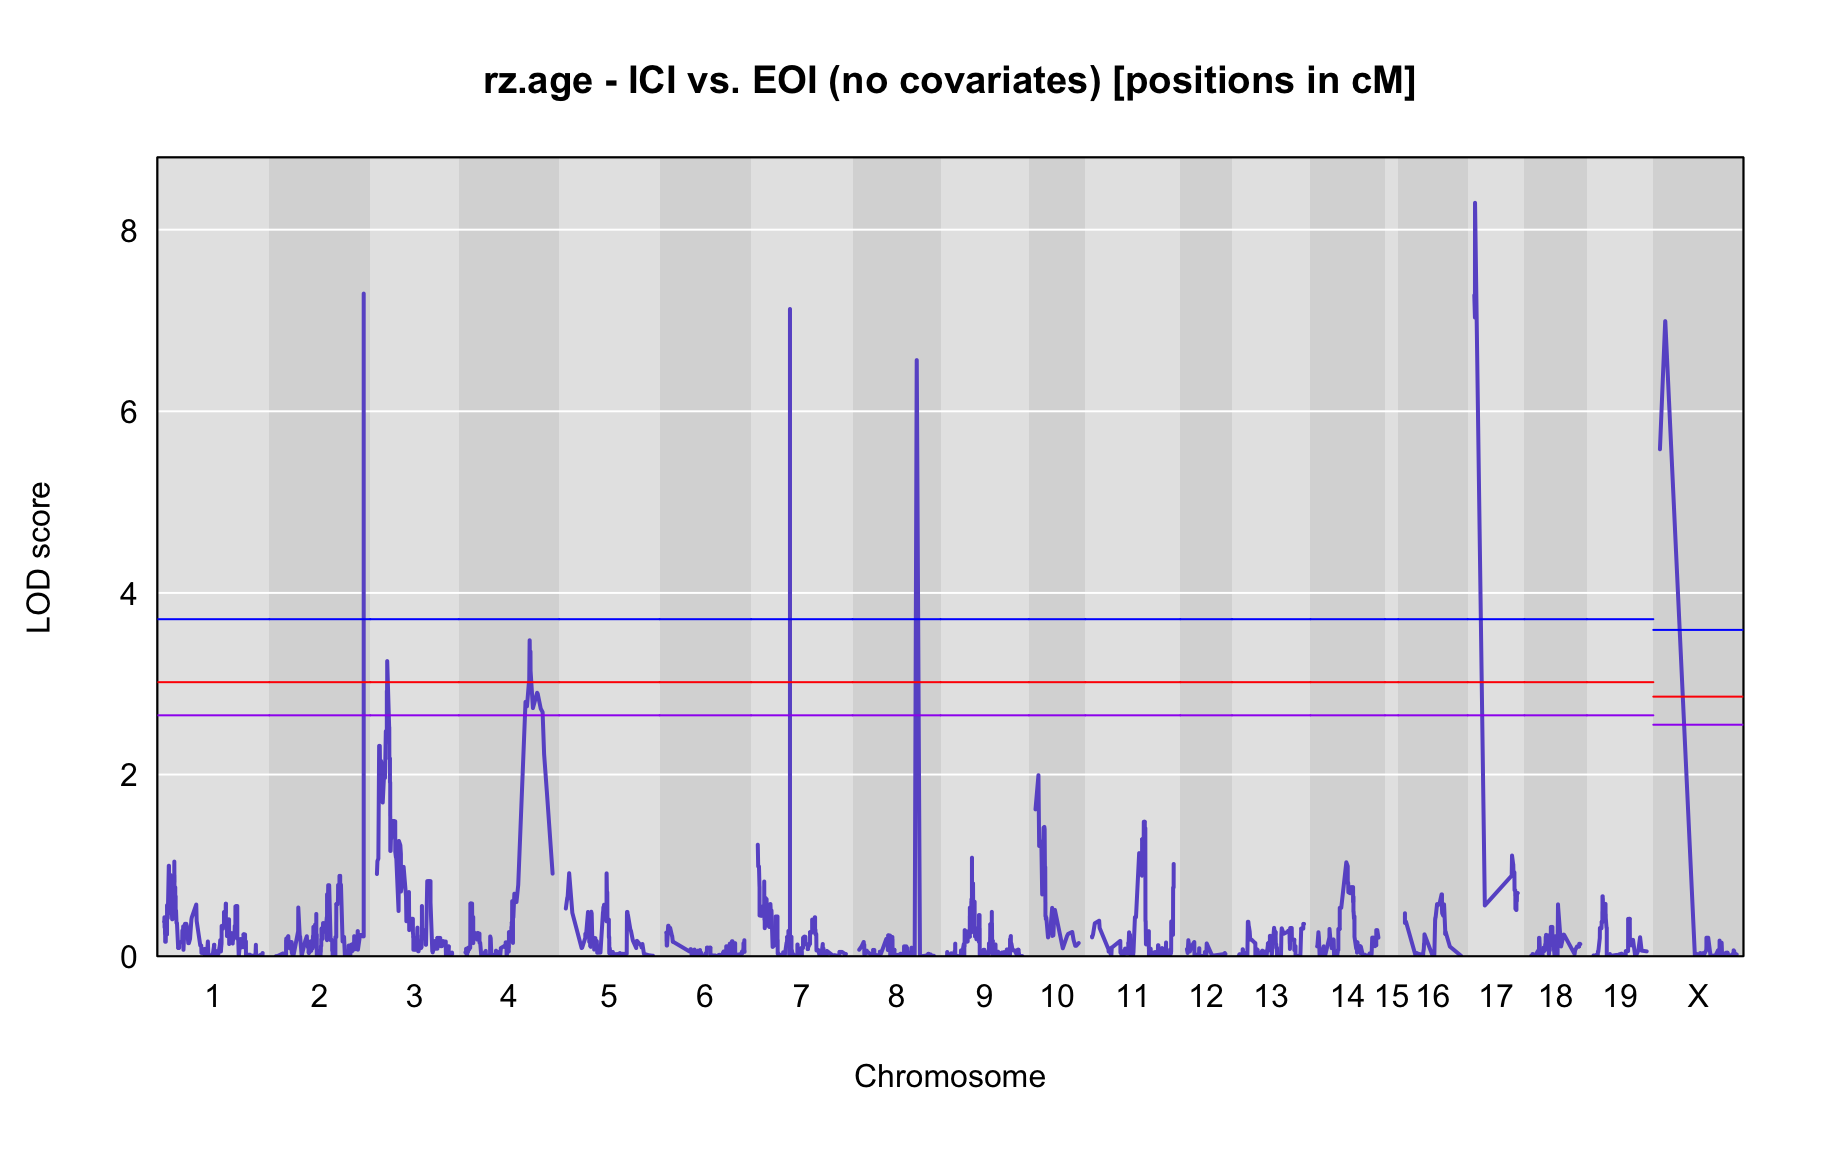 rz.age - ICI vs. EOI (no covariates) [positions in cM]
8
6
4
2
0
LOD score
1 2 3 4 5 6 7 8 9 10 11 12 13 14 15 16 17 18 19 X
Chromosome